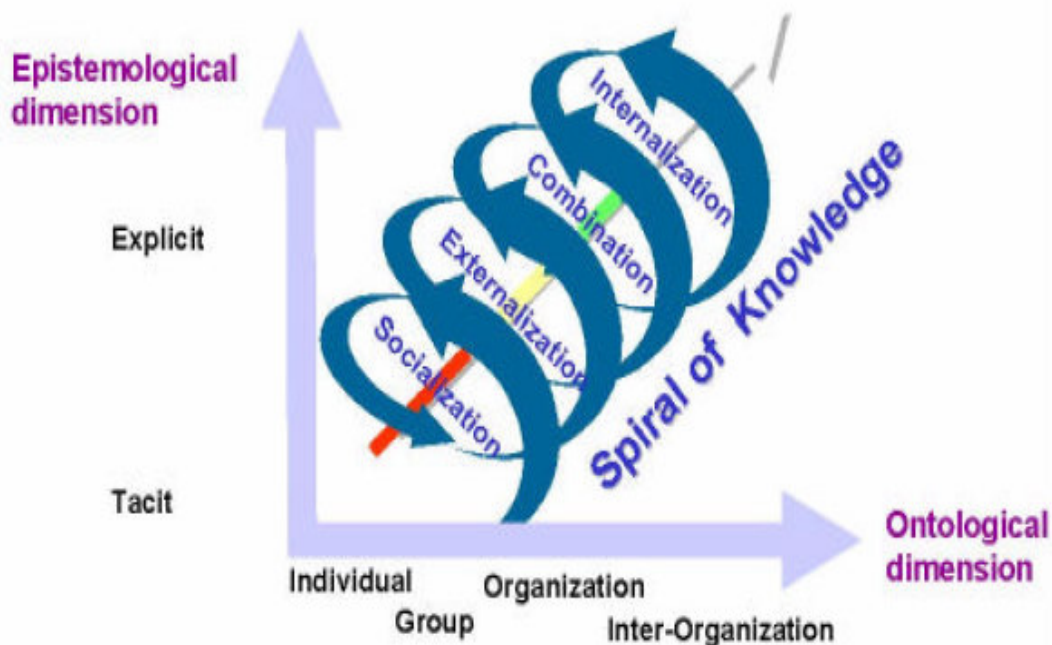 Epistemological
dimension
Explicit
Tacit
Internalization
Combination
Externalization
Socialization
Spiral of Knowledge
Ontological
dimension
Individual
Group
Organization
Inter-Organization